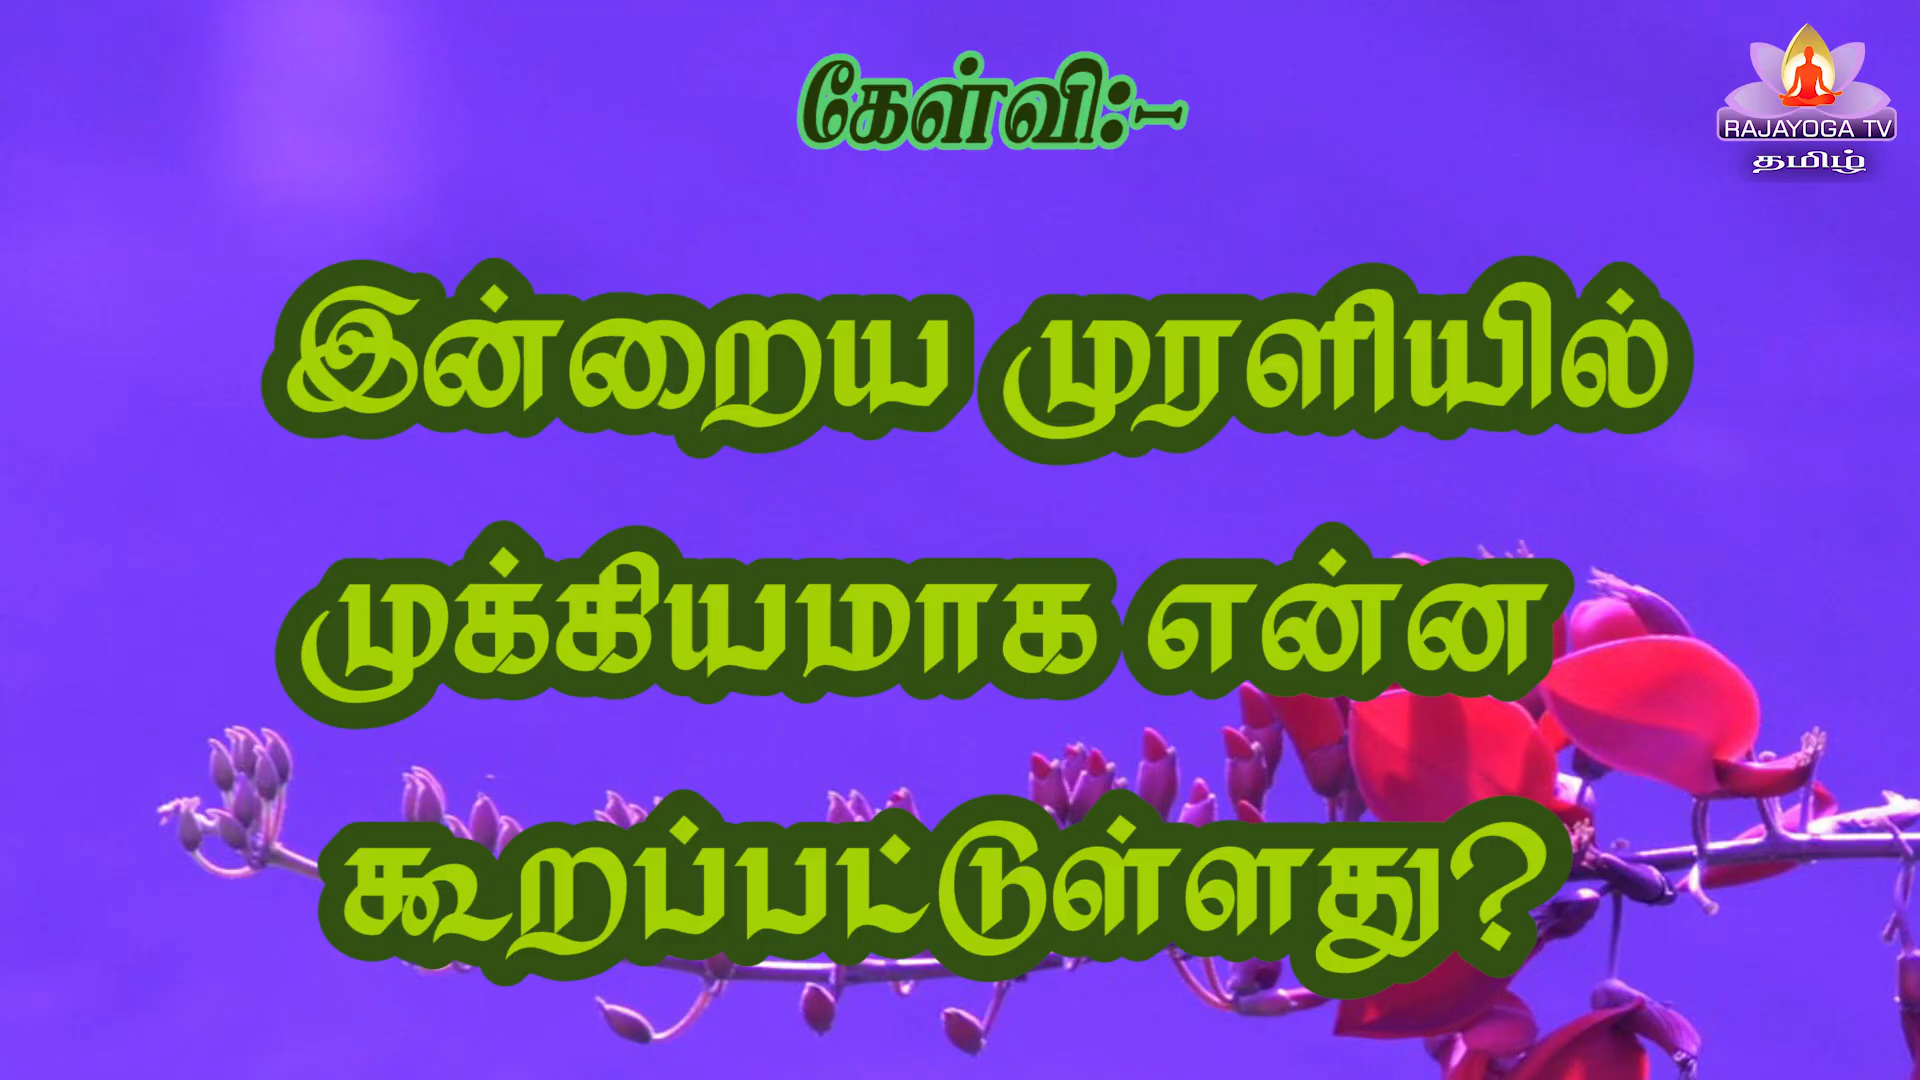 கேள்வி:-
RAJAYOGA TV
தமிழ்
இன்றைய முரளியில்
முக்கியமாக என்ன
கூறப்பட்டுள்ளது?